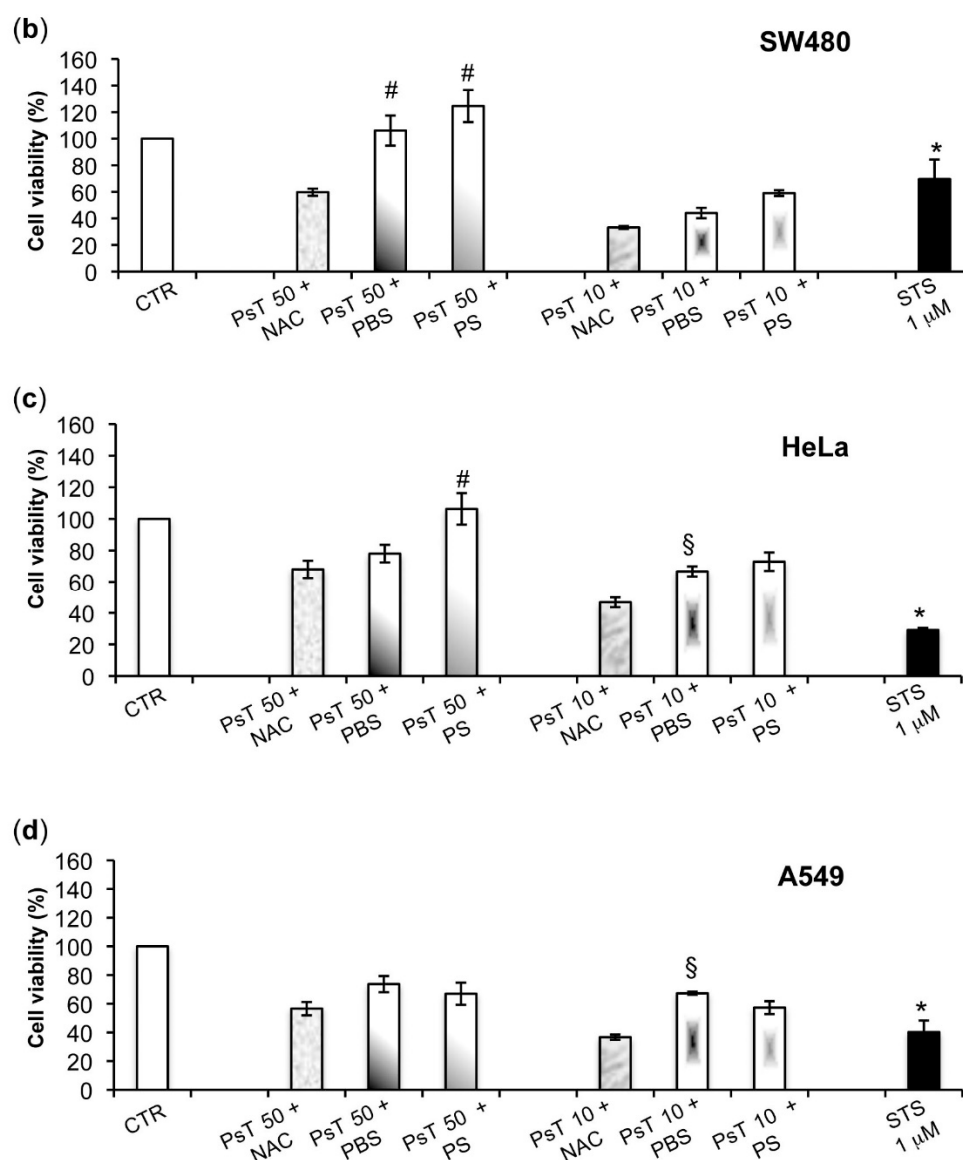 (b)
SW480
Cell viability (%)
160
140
120
100
80
60
40
20
0
#
#
*
CTR
PsT 50 +
NAC
PsT 50 +
PBS
PsT 50 +
PS
PsT 10 +
NAC
PsT 10 +
PBS
PsT 10 +
PS
STS
1 μM
(c)
HeLa
Cell viability (%)
160
140
120
100
80
60
40
20
0
#
§
*
CTR
PsT 50 +
NAC
PsT 50 +
PBS
PsT 50 +
PS
PsT 10 +
NAC
PsT 10 +
PBS
PsT 10 +
PS
STS
1 μM
(d)
A549
Cell viability (%)
160
140
120
100
80
60
40
20
0
§
*
CTR
PsT 50 +
NAC
PsT 50 +
PBS
PsT 50 +
PS
PsT 10 +
NAC
PsT 10 +
PBS
PsT 10 +
PS
STS
1 μM